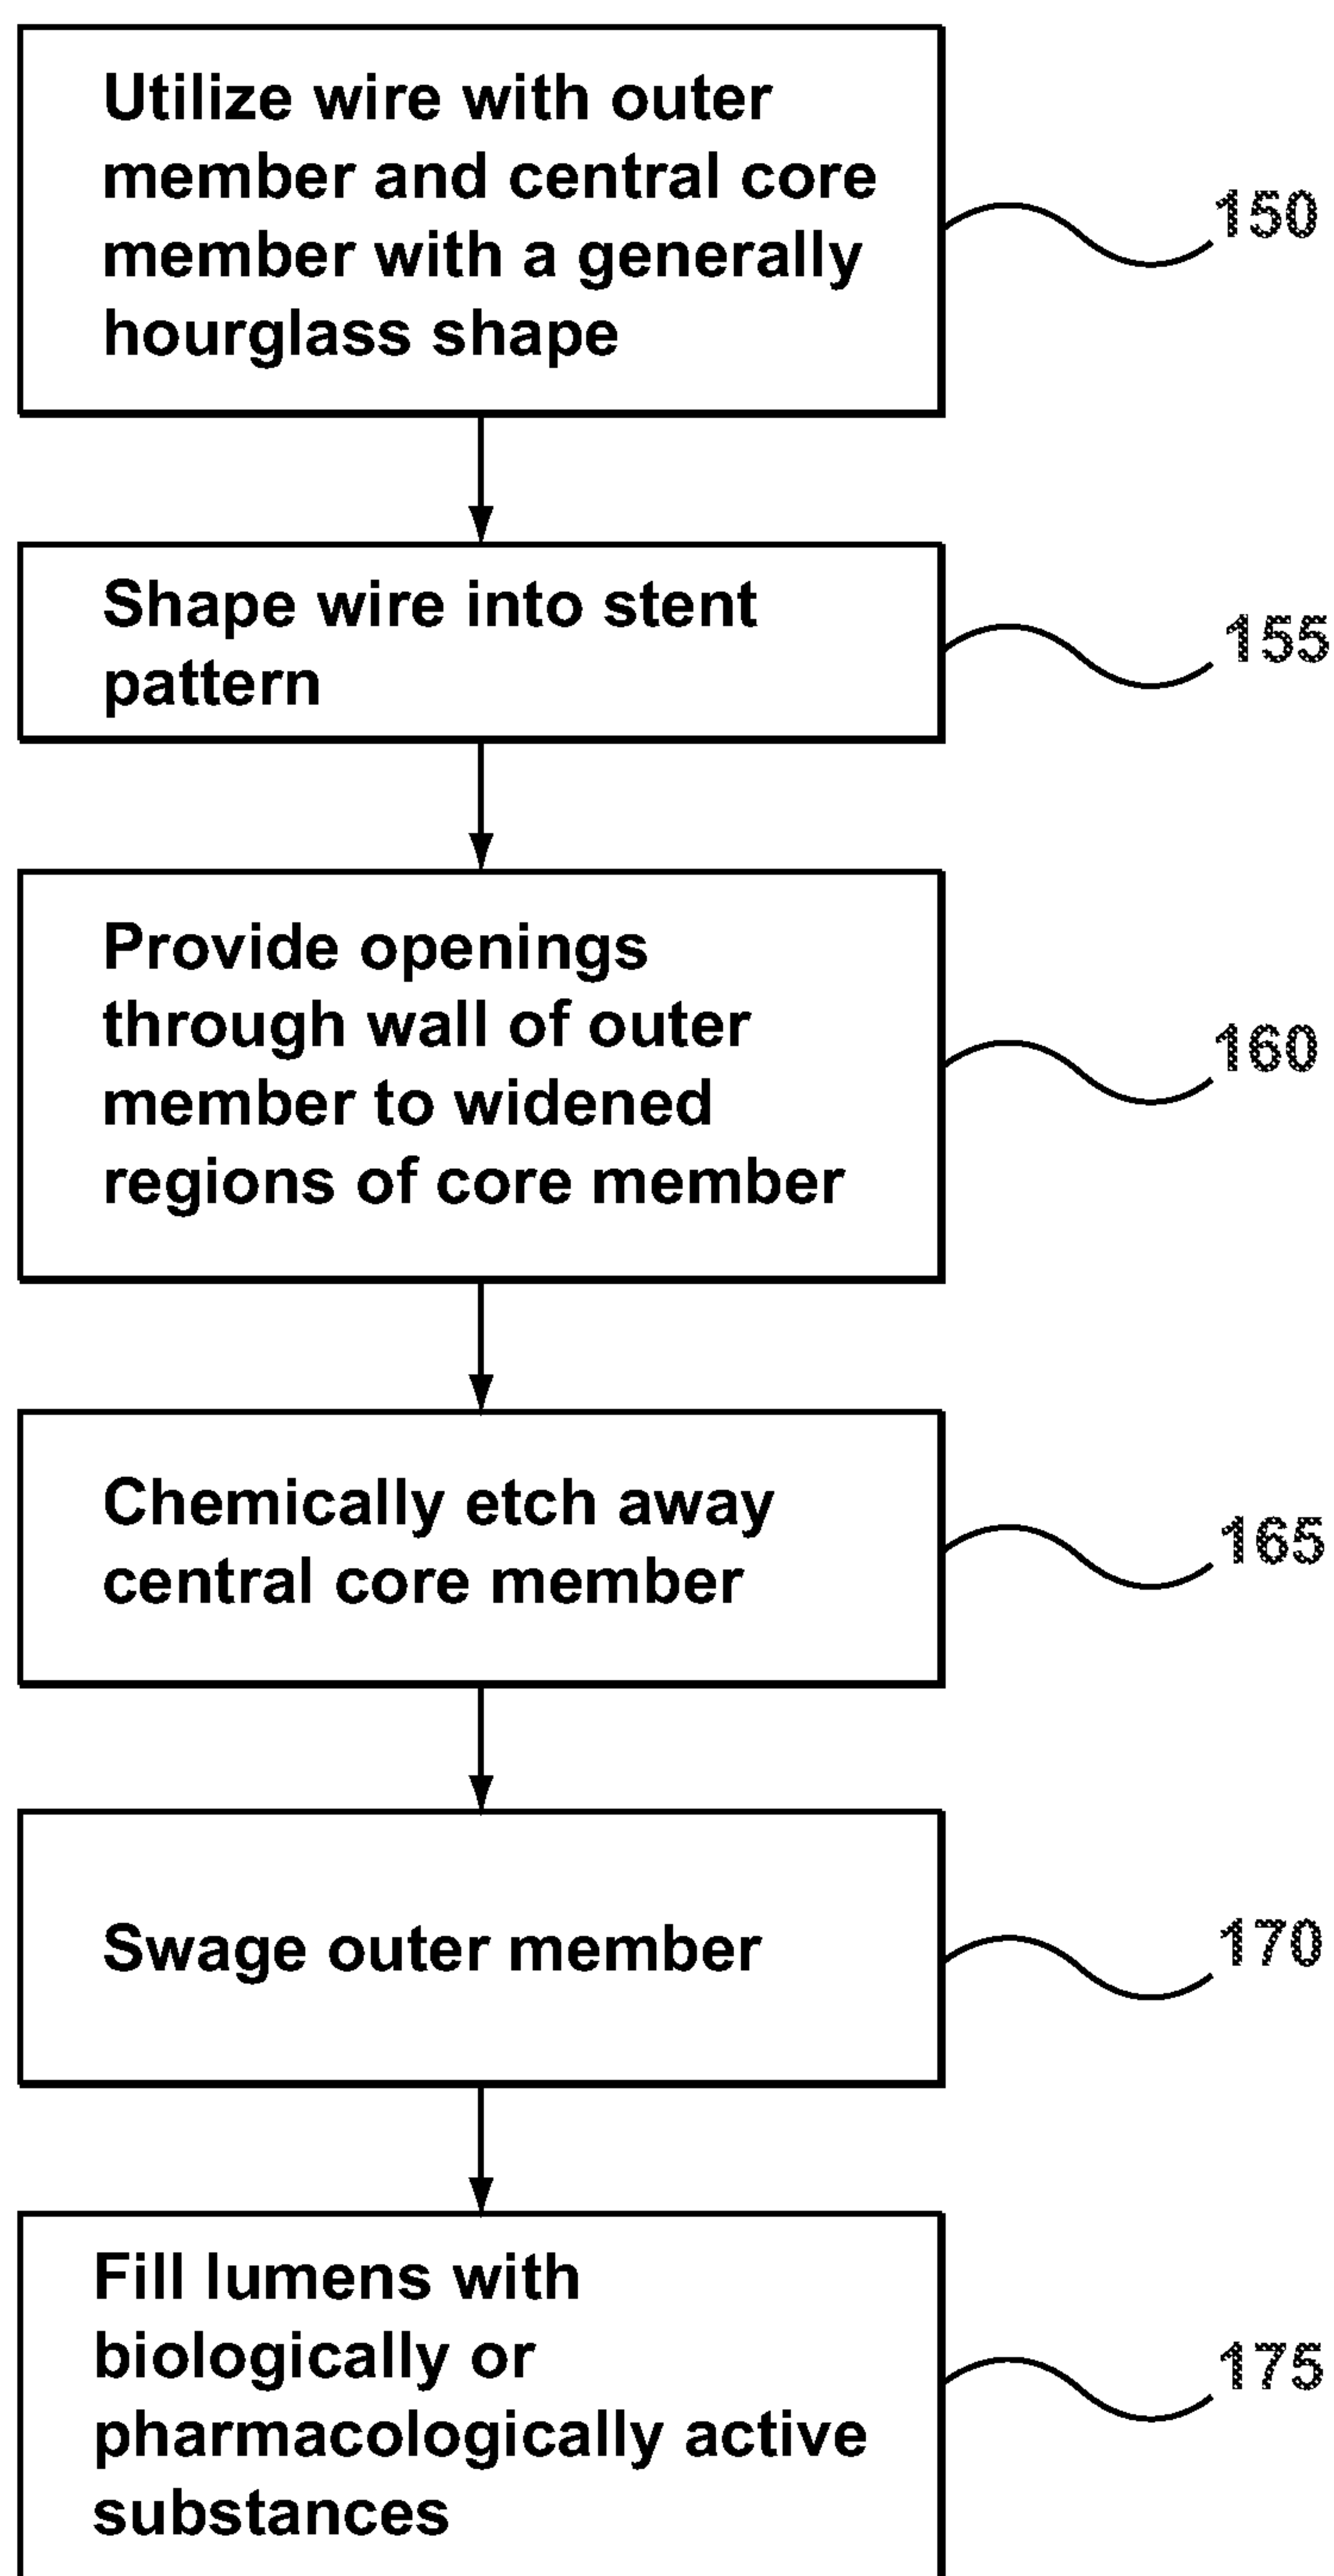 Utilize wire with outer
member and central core
member with a generally
hourglass shape
150
Shape wire into stent
pattern
155
Provide openings
through wall of outer
member to widened
regions of core member
160
Chemically etch away
central core member
165
Swage outer member
170
Fill lumens with
biologically or
pharmacologically active
substances
175